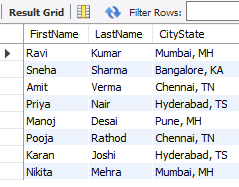 Result Grid Filter Rows:
FirstName LastName CityState
Ravi Kumar Mumbai, MH
Sneha Sharma Bangalore, KA
Amit Verma Chennai, TN
Priya Nair Hyderabad, TS
Manoj Desai Pune, MH
Pooja Rathod Chennai, TN
Karan Joshi Hyderabad, TS
Nikita Mehra Mumbai, MH